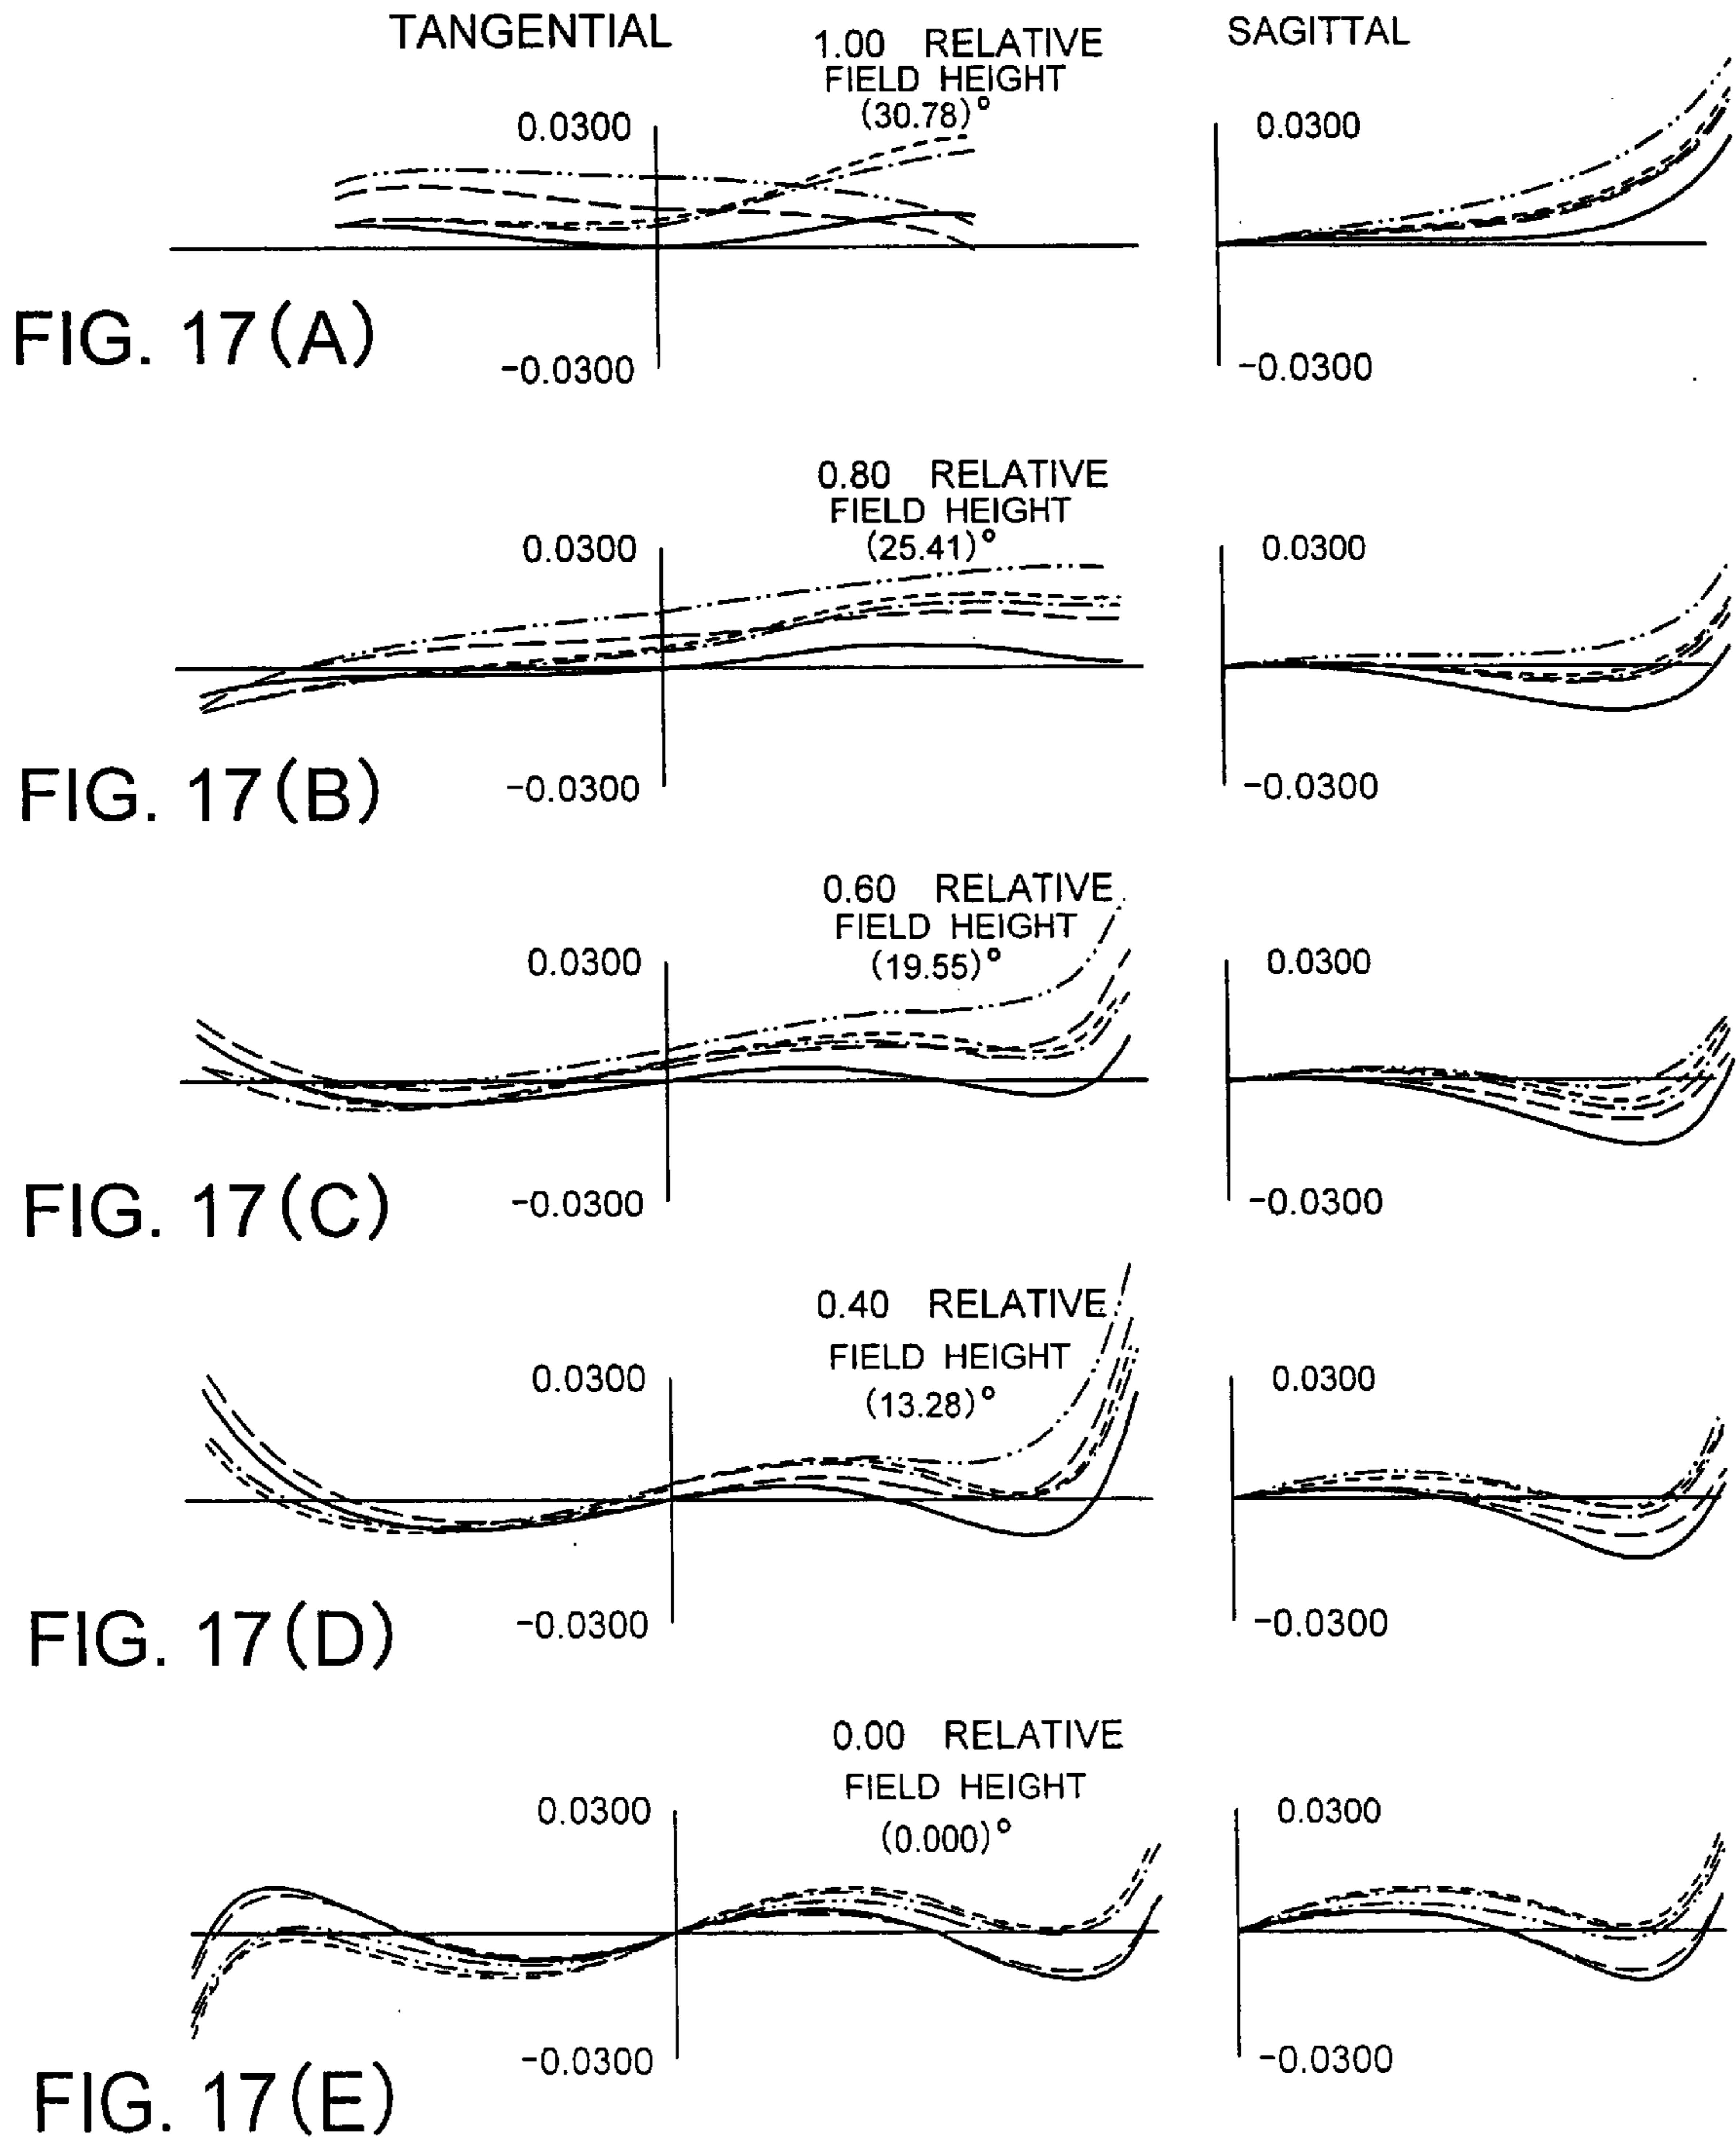 TANGENTIAL
SAGITTAL
1.00 RELATIVE
FIELD HEIGHT
(30.78)°
0.0300
0.0300
FIG. 17(A)
-0.0300
-0.0300
0.80 RELATIVE
FIELD HEIGHT
(25.41)°
0.0300
0.0300
FIG. 17(B)
-0.0300
-0.0300
0.60 RELATIVE
FIELD HEIGHT
(19.55)°
0.0300
0.0300
FIG. 17(C)
-0.0300
-0.0300
0.40 RELATIVE
FIELD HEIGHT
(13.28)°
0.0300
0.0300
FIG. 17(D)
-0.0300
-0.0300
0.00 RELATIVE
FIELD HEIGHT
(0.000)°
0.0300
0.0300
FIG. 17(E)
-0.0300
-0.0300